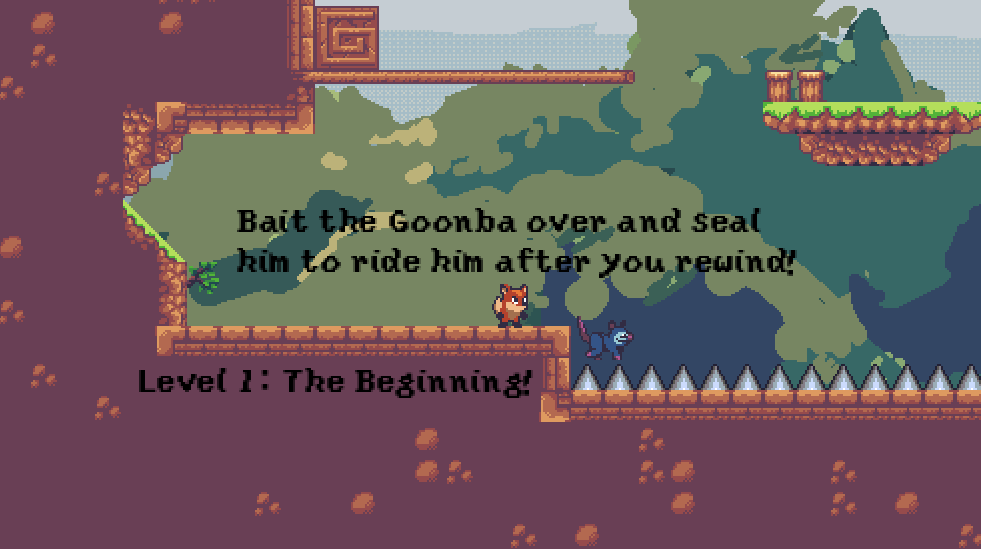 Bait the Goonba over and Seal
him to ride him after you rewind!
Level 1: The Beginning!